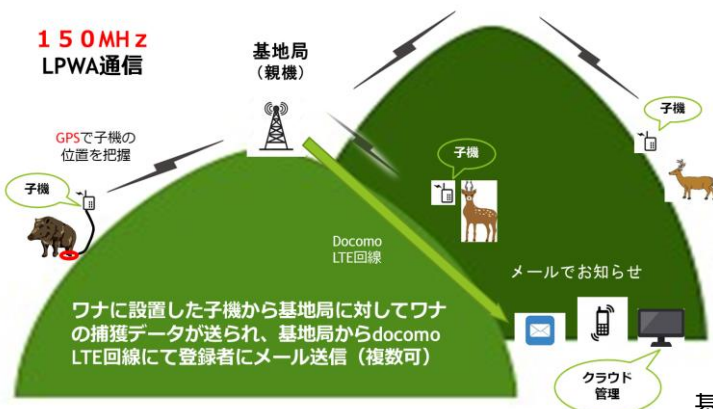 １５０MHｚ
LPWA通信
基地局
（親機）
GPSで子機の
位置を把握
子機
子機
子機
Docomo
LTE回線
メールでお知らせ
ワナに設置した子機から基地局に対してワナ
の捕獲データが送られ、基地局からdocomo
LTE回線にて登録者にメール送信（複数可）
クラウド
管理